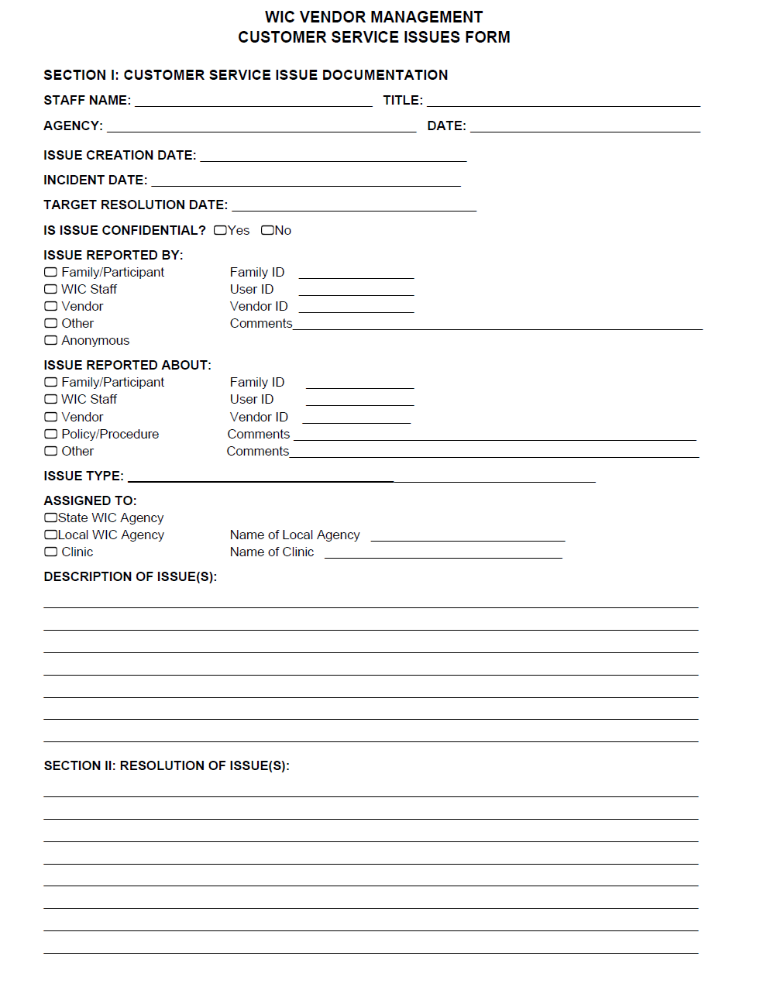 WIC VENDOR MANAGEMENT
CUSTOMER SERVICE ISSUES FORM
SECTION I: CUSTOMER SERVICE ISSUE DOCUMENTATION
STAFF NAME: TITLE:
AGENCY: DATE:
ISSUE CREATION DATE:
INCIDENT DATE:
TARGET RESOLUTION DATE:
IS ISSUE CONFIDENTIAL? Yes No
ISSUE REPORTED BY:
Family/Participant Family ID
WIC Staff User ID
Vendor Vendor ID
Other Comments
Anonymous
ISSUE REPORTED ABOUT:
Family/Participant Family ID
WIC Staff User ID
Vendor Vendor ID
Policy/Procedure Comments
Other Comments
ISSUE TYPE:
ASSIGNED TO:
State WIC Agency
Local WIC Agency Name of Local Agency
Clinic Name of Clinic
DESCRIPTION OF ISSUE(S):
SECTION II: RESOLUTION OF ISSUE(S):